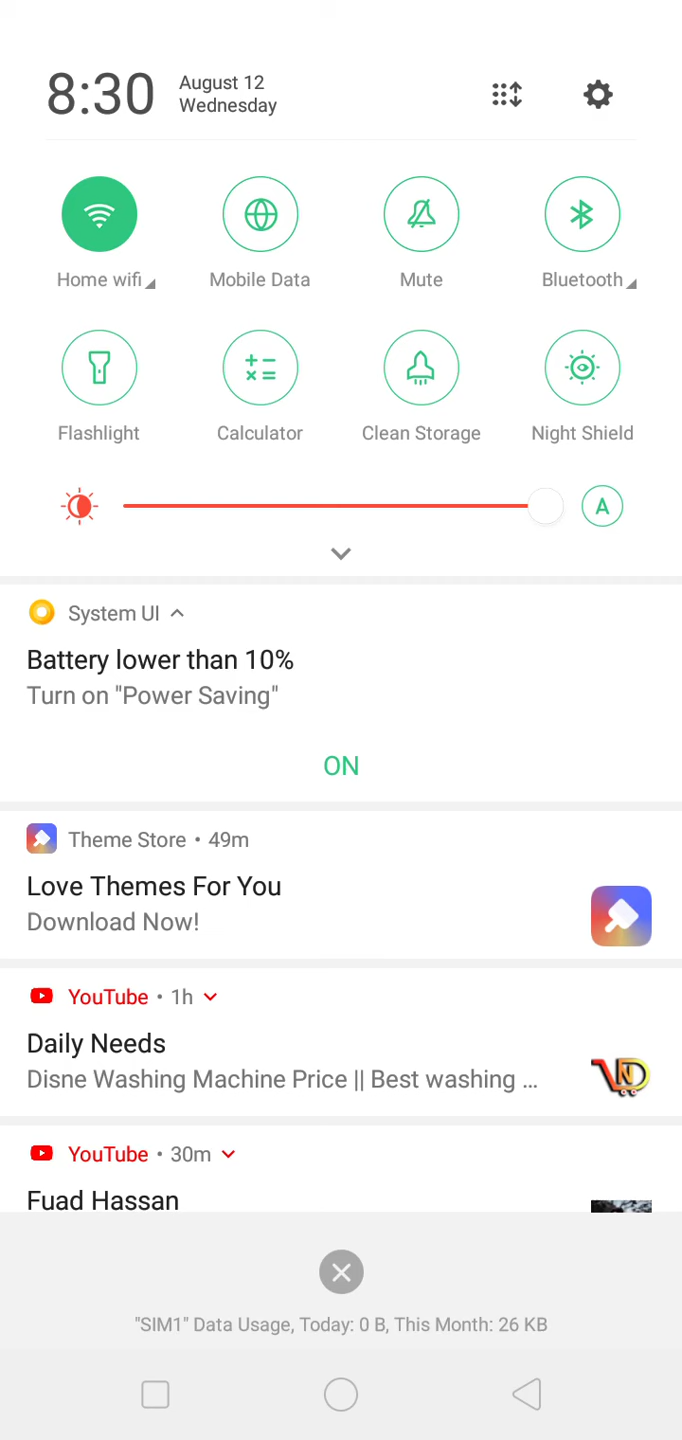 8:30
August 12
Wednesday
Home wifi
Mobile Data
Mute
Bluetooth
Flashlight
Calculator
Clean Storage
Night Shield
A
System UI
Battery lower than 10%
Turn on "Power Saving"
ON
Theme Store • 49m
Love Themes For You
Download Now!
YouTube • 1h
Daily Needs
Disne Washing Machine Price || Best washing ...
YouTube • 30m
Fuad Hassan
"SIM1" Data Usage, Today: 0 B, This Month: 26 KB